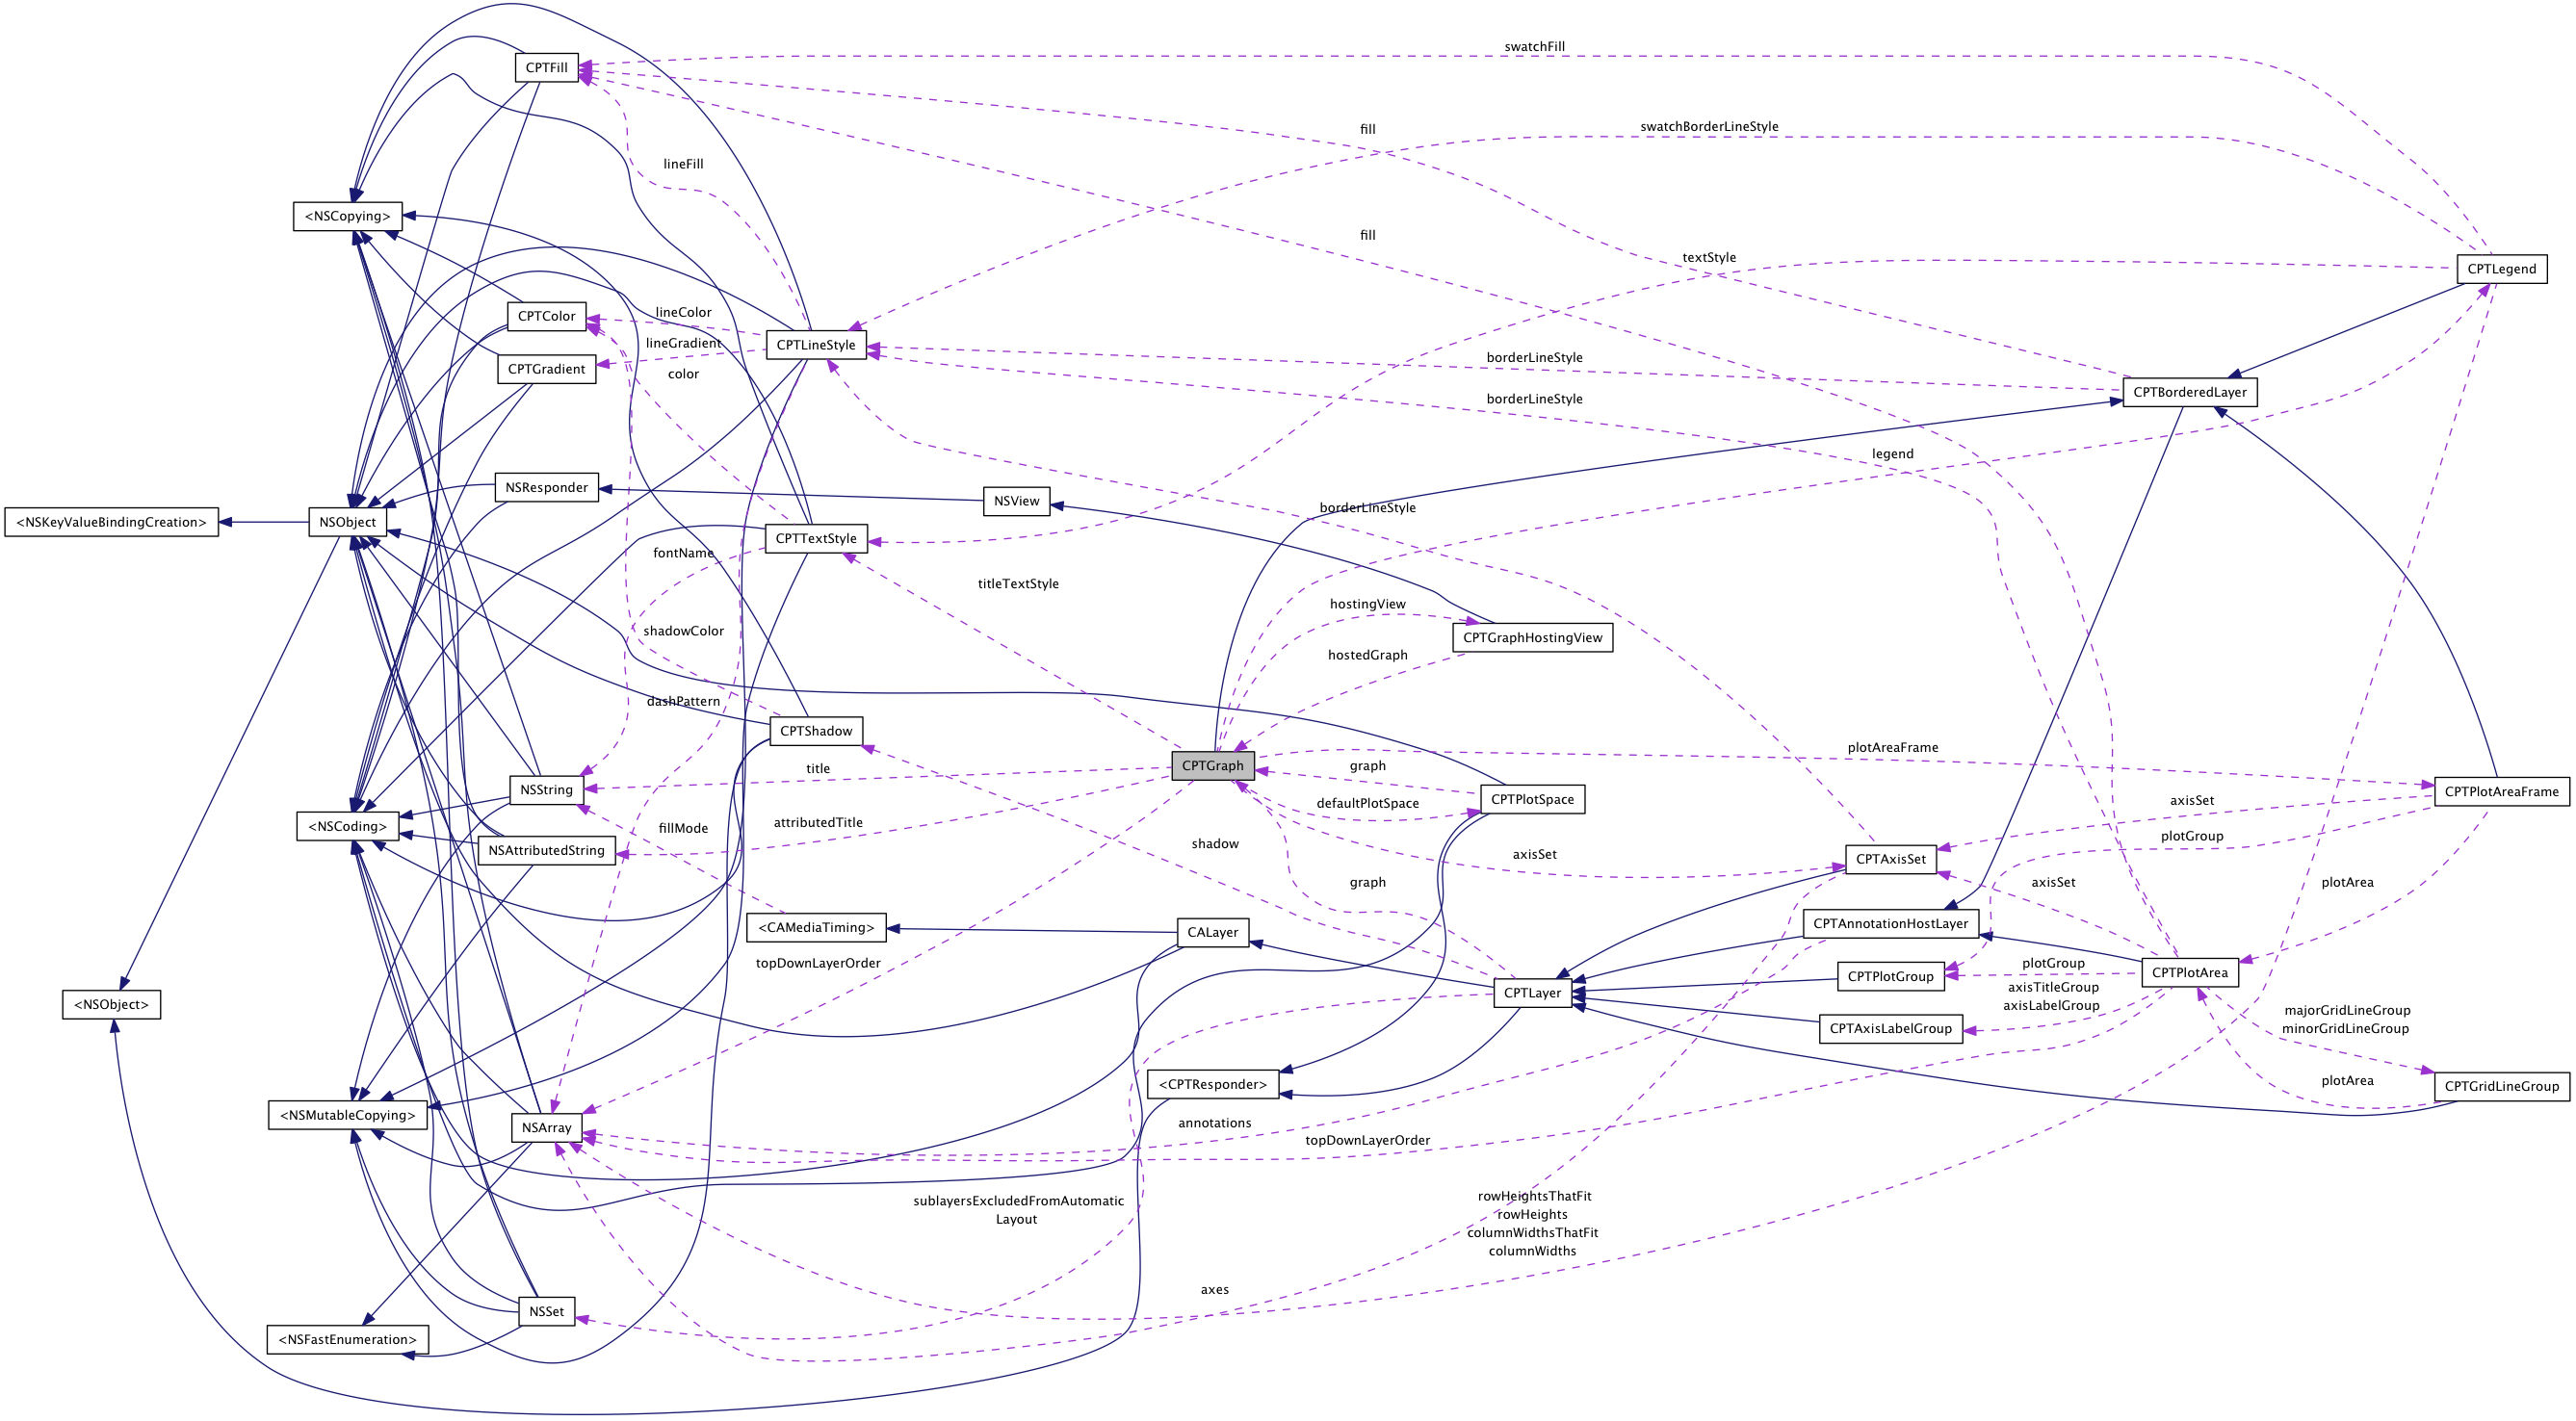 swatchFill
CPTFill
fill
swatchBorderLineStyle
lineFill
<NSCopying>
fill
textStyle
CPTLegend
CPTColor
lineColor
CPTLineStyle
lineGradient
borderLineStyle
CPTGradient
color
CPTBorderedLayer
borderLineStyle
legend
NSResponder
NSView
borderLineStyle
<NSKeyValueBindingCreation>
NSObject
CPTTextStyle
fontName
titleTextStyle
hostingView
shadowColor
CPTGraphHostingView
hostedGraph
dashPattern
CPTShadow
plotAreaFrame
CPTGraph
graph
title
NSString
CPTPlotSpace
CPTPlotAreaFrame
defaultPlotSpace
axisSet
<NSCoding>
fillMode
attributedTitle
plotGroup
shadow
NSAttributedString
axisSet
CPTAxisSet
graph
axisSet
plotArea
<CAMediaTiming>
CALayer
CPTAnnotationHostLayer
topDownLayerOrder
plotGroup
CPTPlotArea
CPTPlotGroup
axisTitleGroup
axisLabelGroup
CPTLayer
<NSObject>
majorGridLineGroup
minorGridLineGroup
CPTAxisLabelGroup
plotArea
<CPTResponder>
CPTGridLineGroup
<NSMutableCopying>
NSArray
annotations
topDownLayerOrder
sublayersExcludedFromAutomatic
Layout
rowHeightsThatFit
rowHeights
columnWidthsThatFit
columnWidths
axes
NSSet
<NSFastEnumeration>